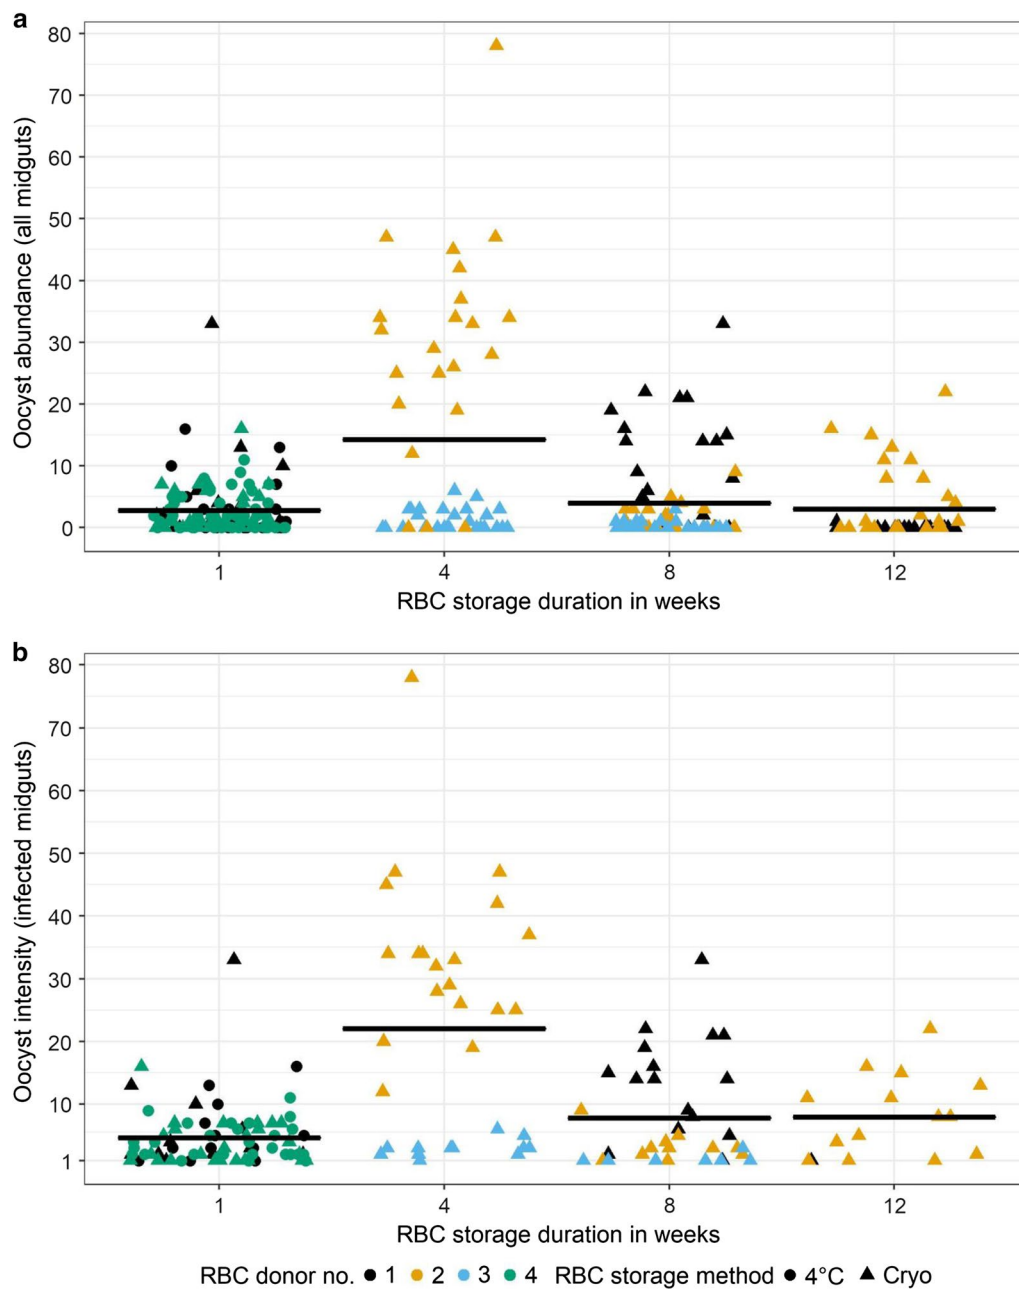 a
Oocyst abundance (all midguts)
80
70
60
50
40
30
20
10
0
1 4 8 12
RBC storage duration in weeks
b
Oocyst intensity (infected midguts)
80
70
60
50
40
30
20
10
1
1 4 8 12
RBC storage duration in weeks
RBC donor no. 1 2 3 4 RBC storage method 4°C Cryo